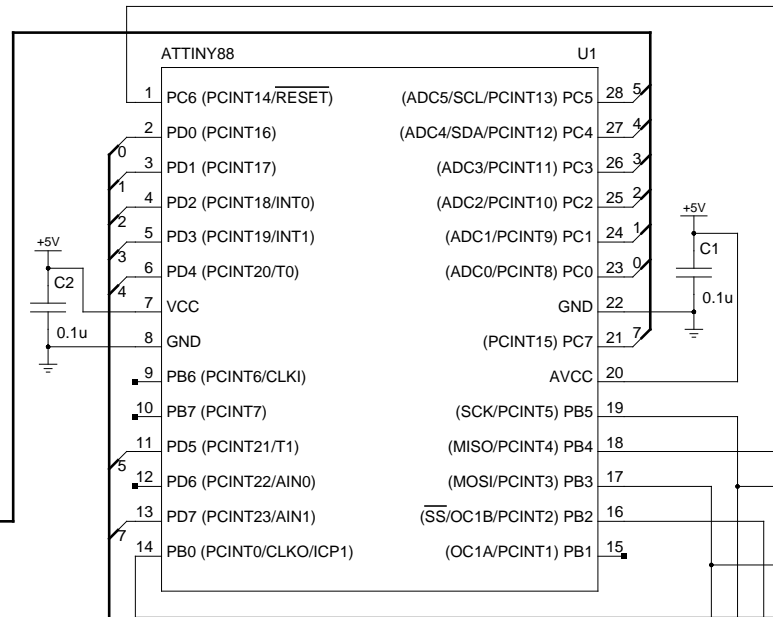 ATTINY88 U1
1 PC6 (PCINT14/RESET) (ADC5/SCL/PCINT13) PC5 28 5
2 PD0 (PCINT16) (ADC4/SDA/PCINT12) PC4 27 4
0
3 PD1 (PCINT17) (ADC3/PCINT11) PC3 26 3
1
4 PD2 (PCINT18/INT0) (ADC2/PCINT10) PC2 25 2
2
+5V
5 PD3 (PCINT19/INT1) (ADC1/PCINT9) PC1 24 1
+5V
3
C1
6 PD4 (PCINT20/T0) (ADC0/PCINT8) PC0 23 0
C2
4
0.1u
7 VCC GND 22
0.1u
8 GND (PCINT15) PC7 21 7
9 PB6 (PCINT6/CLKI) AVCC 20
10 PB7 (PCINT7) (SCK/PCINT5) PB5 19
11 PD5 (PCINT21/T1) (MISO/PCINT4) PB4 18
5
12 PD6 (PCINT22/AIN0) (MOSI/PCINT3) PB3 17
13 PD7 (PCINT23/AIN1) (SS/OC1B/PCINT2) PB2 16
7
14 PB0 (PCINT0/CLKO/ICP1) (OC1A/PCINT1) PB1 15